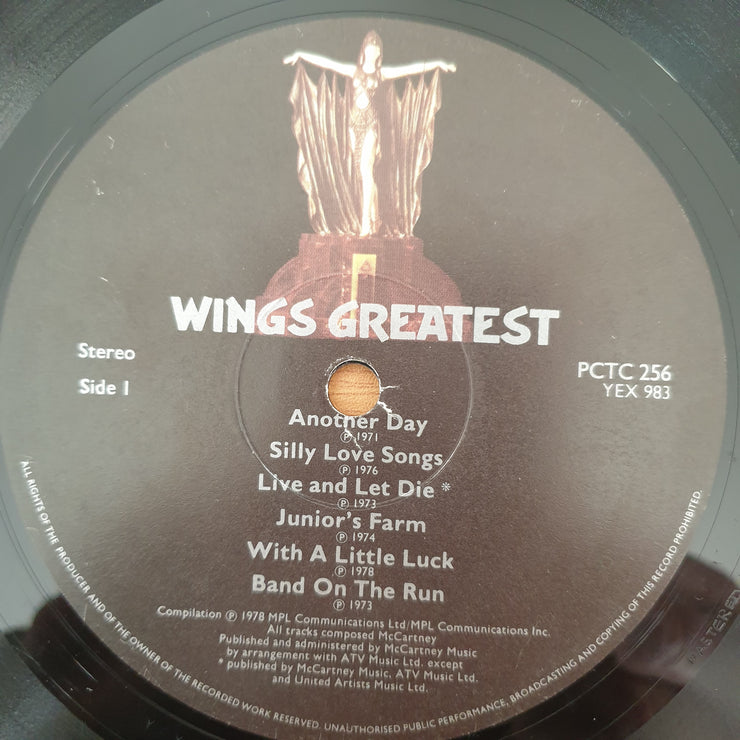 WINGS GREATEST
Stereo
Side 1
PCTC 256
YEX 983
Another Day
℗ 1971
Silly Love Songs
℗ 1976
Live and Let Die *
℗ 1973
Junior's Farm
℗ 1974
With A Little Luck
℗ 1978
Band On The Run
℗ 1973
Compilation ℗ 1978 MPL Communications Ltd/MPL Communications Inc.
All tracks composed McCartney
Published and administered by McCartney Music
by arrangement with ATV Music Ltd. except
* published by McCartney Music, ATV Music Ltd.
and United Artists Music Ltd.
ALL RIGHTS OF THE PRODUCER AND OF THE OWNER OF THE RECORDED WORK RESERVED. UNAUTHORISED PUBLIC PERFORMANCE, BROADCASTING AND COPYING OF THIS RECORD PROHIBITED.
MASTERED